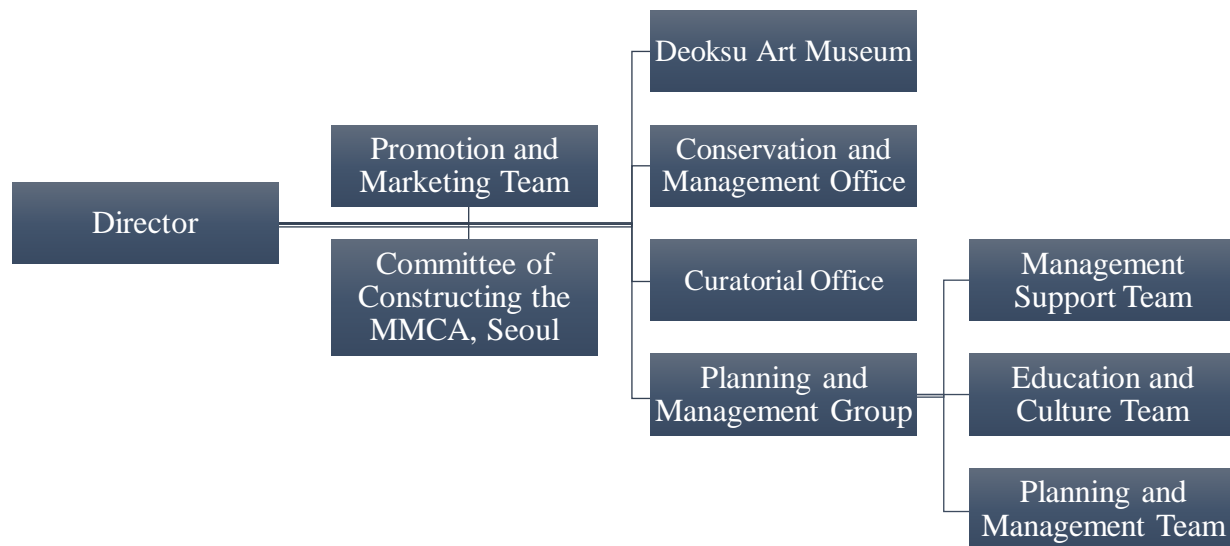 Deoksu Art Museum
Promotion and
Marketing Team
Conservation and
Management Office
Director
Committee of
Constructing the
MMCA, Seoul
Curatorial Office
Management
Support Team
Planning and
Management Group
Education and
Culture Team
Planning and
Management Team